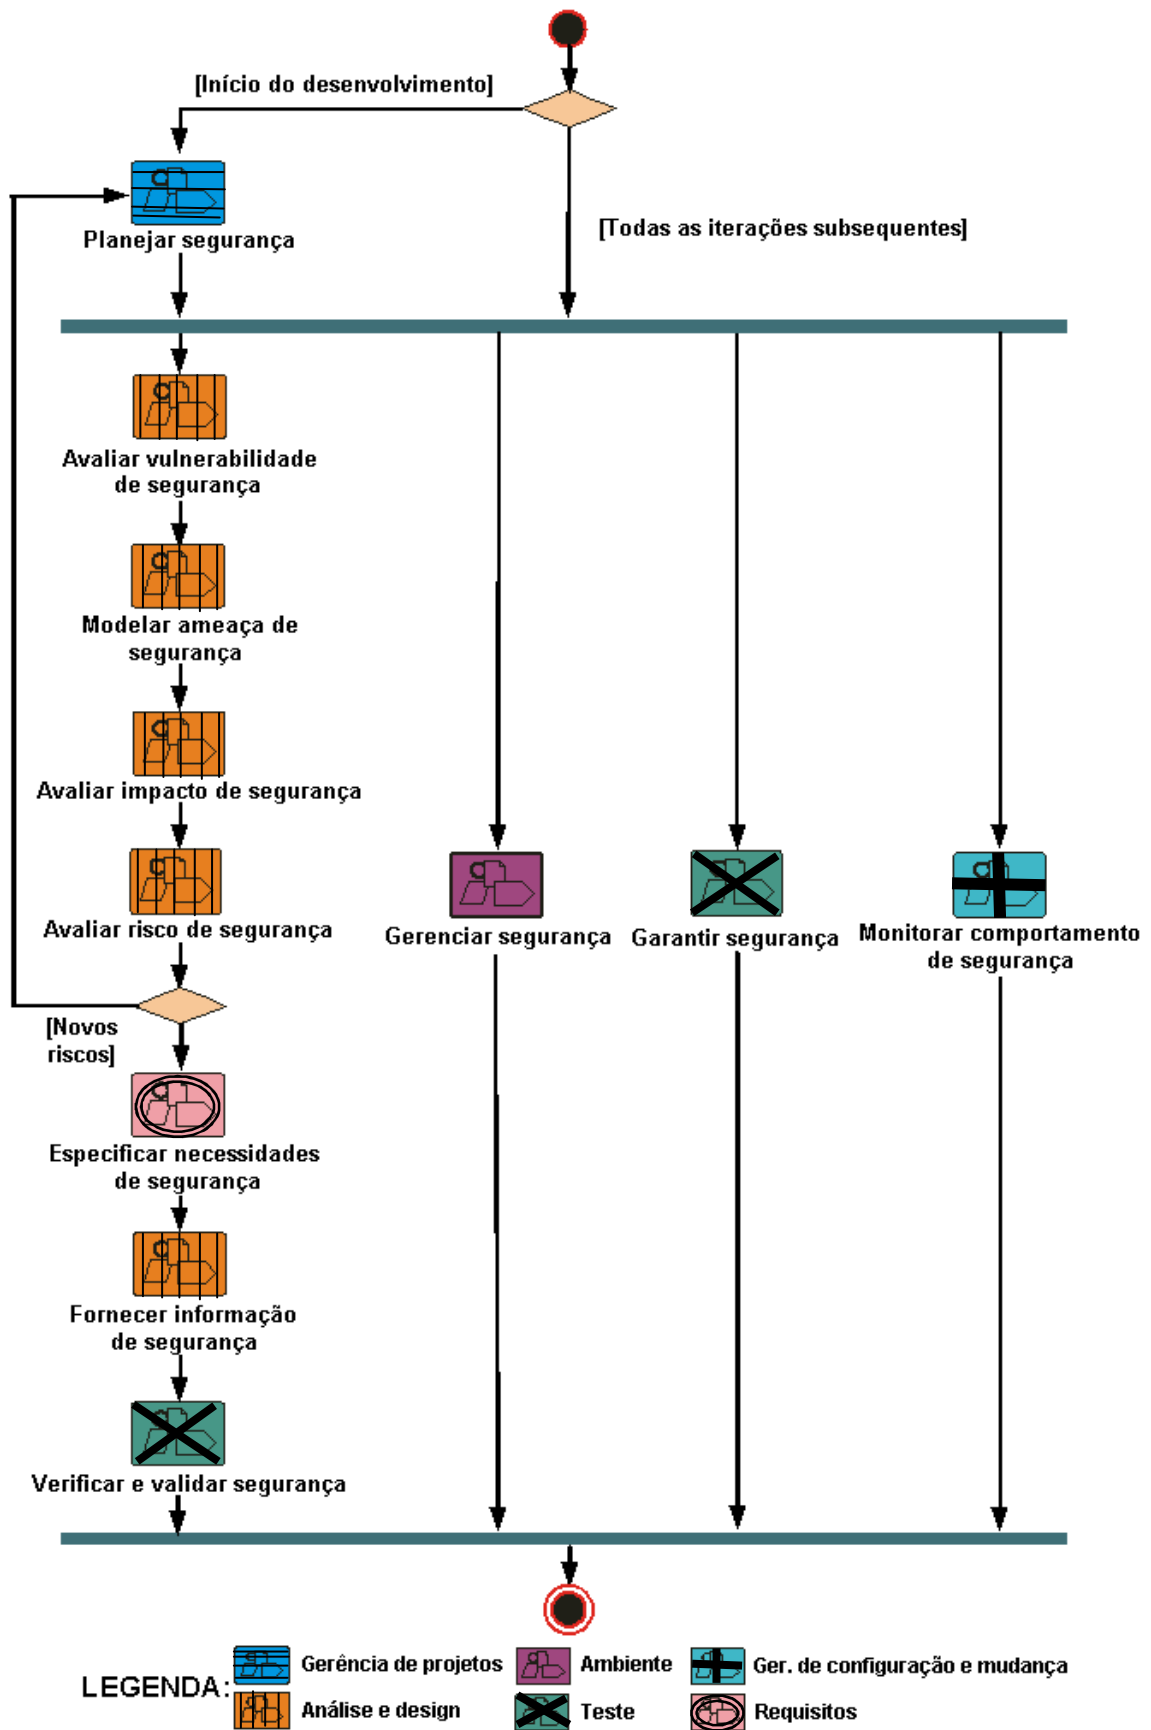 [Início do desenvolvimento]
Planejar segurança
[Todas as iterações subsequentes]
Avaliar vulnerabilidade
de segurança
Modelar ameaça de
segurança
Avaliar impacto de segurança
Avaliar risco de segurança
Gerenciar segurança
Garantir segurança
Monitorar comportamento
de segurança
[Novos
riscos]
Especificar necessidades
de segurança
Fornecer informação
de segurança
Verificar e validar segurança
LEGENDA:
Gerência de projetos
Ambiente
Ger. de configuração e mudança
Análise e design
Teste
Requisitos